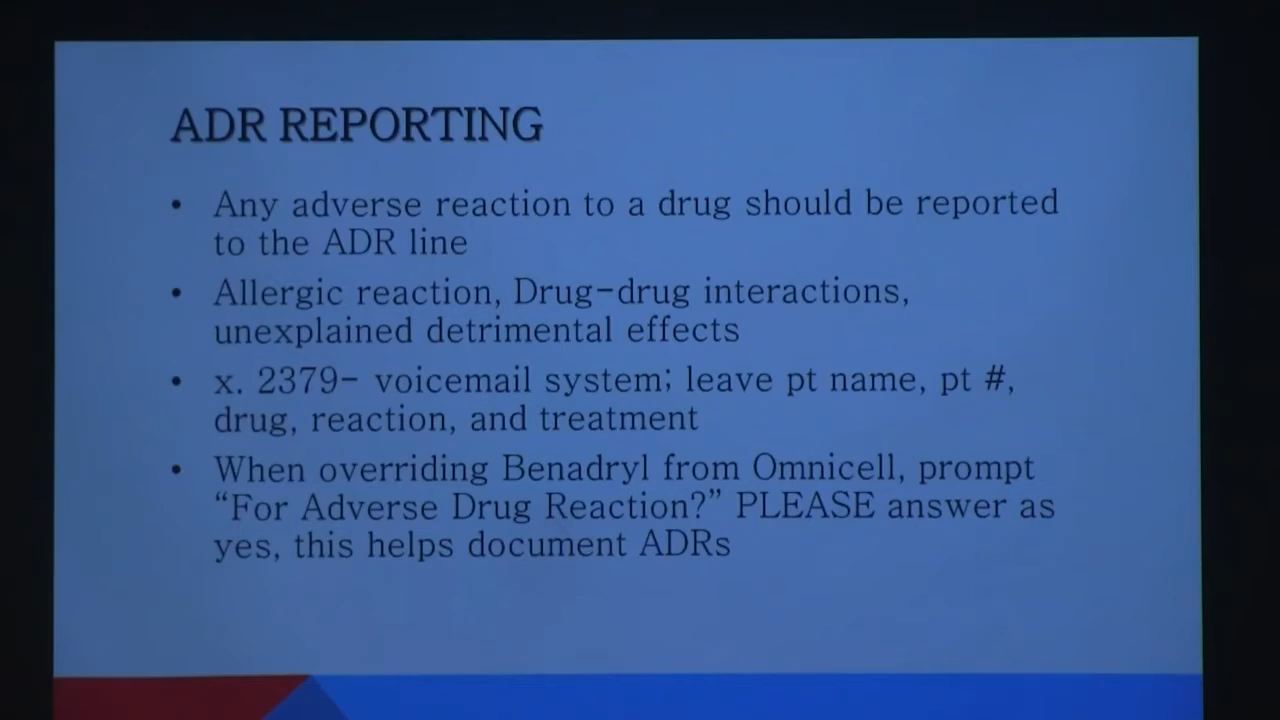 ADR REPORTING
• Any adverse reaction to a drug should be reported
to the ADR line
• Allergic reaction, Drug-drug interactions,
unexplained detrimental effects
• x. 2379- voicemail system; leave pt name, pt #,
drug, reaction, and treatment
• When overriding Benadryl from Omnicell, prompt
“For Adverse Drug Reaction?” PLEASE answer as
yes, this helps document ADRs